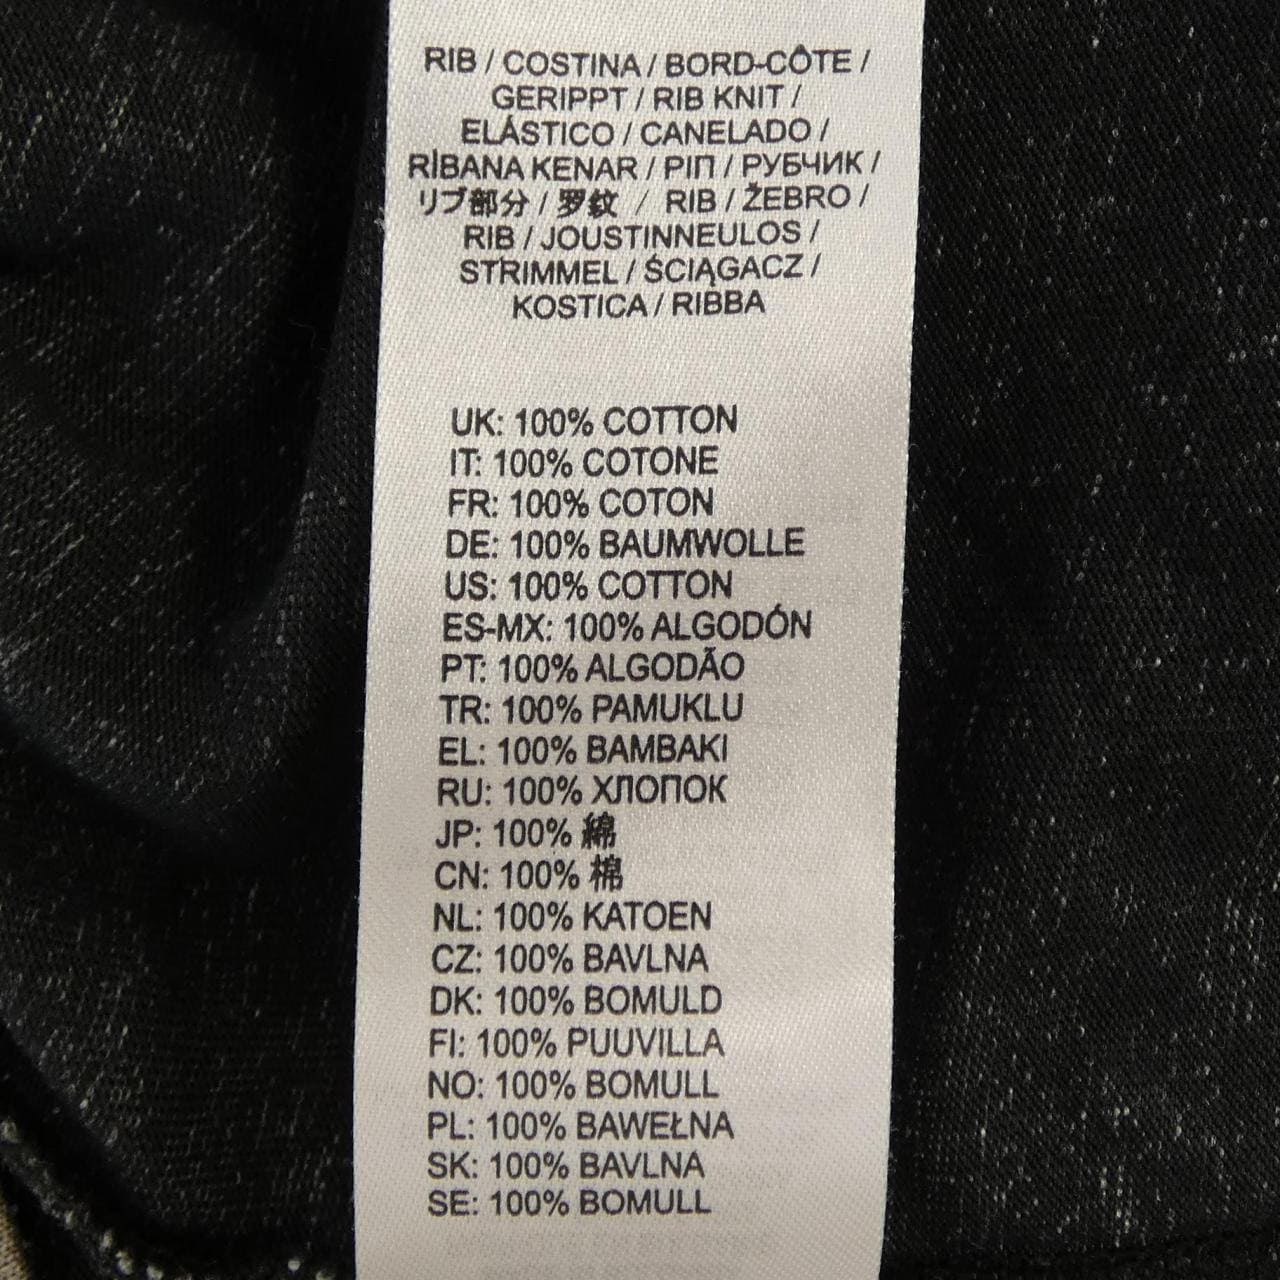 RIB / COSTINA / BORD-CÔTE /
GERIPPT / RIB KNIT /
ELÁSTICO / CANELADO /
RİBANA KENAR / ΡΙΠ / РУБЧИК /
リブ部分 / 罗纹 / RIB / ŽEBRO /
RIB / JOUSTINNEULOS /
STRIMMEL / ŚCIĄGACZ /
KOSTICA / RIBBA
UK: 100% COTTON
IT: 100% COTONE
FR: 100% COTON
DE: 100% BAUMWOLLE
US: 100% COTTON
ES-MX: 100% ALGODÓN
PT: 100% ALGODÃO
TR: 100% PAMUKLU
EL: 100% ΒΑΜΒΑΚΙ
RU: 100% ХЛОПОК
JP: 100% 綿
CN: 100% 棉
NL: 100% KATOEN
CZ: 100% BAVLNA
DK: 100% BOMULD
FI: 100% PUUVILLA
NO: 100% BOMULL
PL: 100% BAWEŁNA
SK: 100% BAVLNA
SE: 100% BOMULL